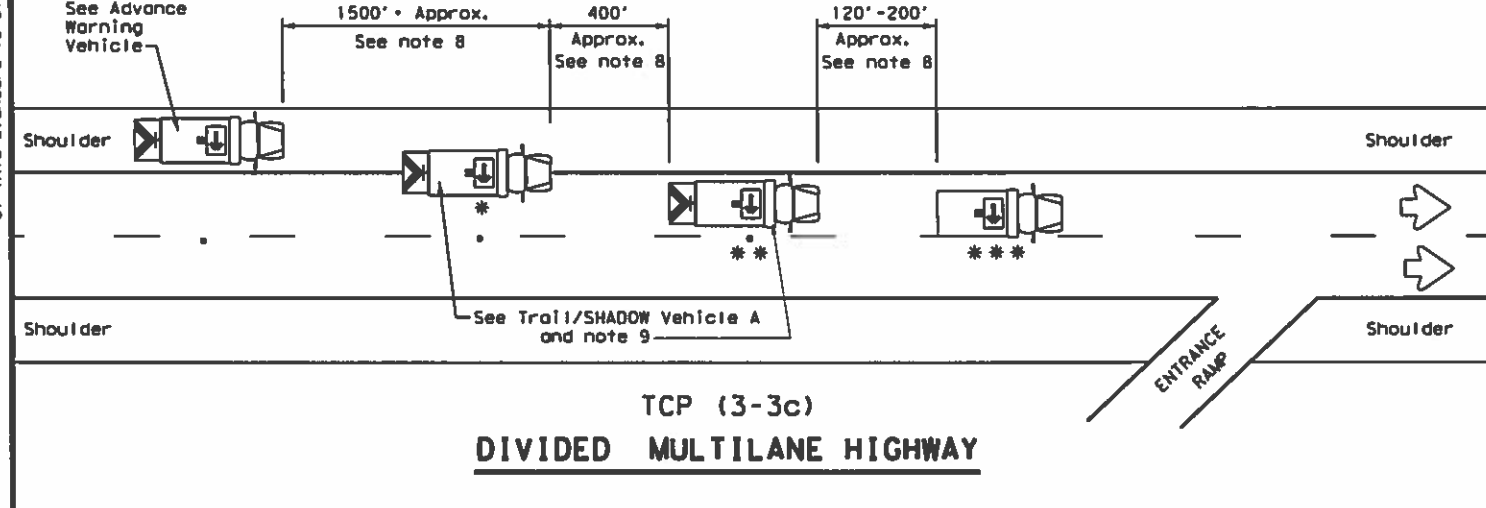 See Advance
Warning
Vehicle
1500' + Approx.
See note 8
400'
Approx.
See note 8
120'-200'
Approx.
See note 8
Shoulder
Shoulder
*
**
***
See Trail/SHADOW Vehicle A
and note 9
Shoulder
Shoulder
ENTRANCE
RAMP
TCP (3-3c)
DIVIDED MULTILANE HIGHWAY